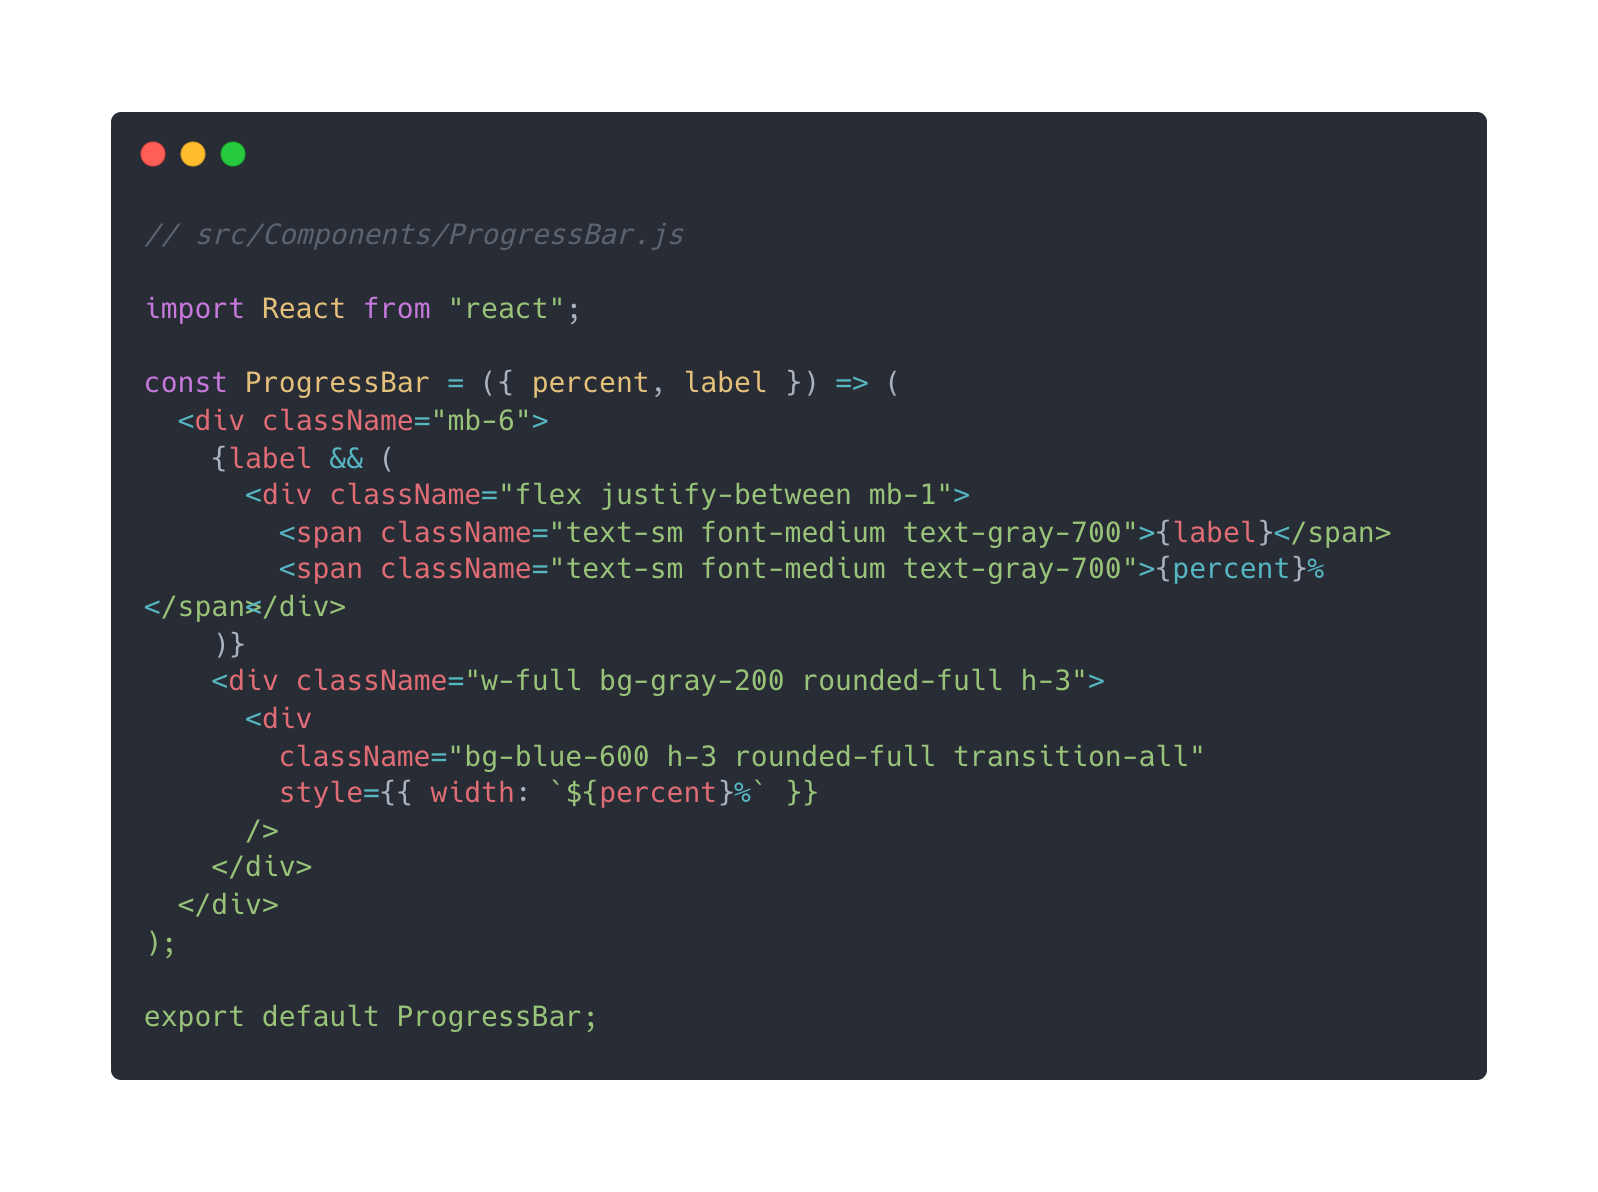 // src/Components/ProgressBar.js

import React from "react";

const ProgressBar = ({ percent, label }) => (
  <div className="mb-6">
    {label && (
      <div className="flex justify-between mb-1">
        <span className="text-sm font-medium text-gray-700">{label}</span>
        <span className="text-sm font-medium text-gray-700">{percent}%
</span></div>
    )}
    <div className="w-full bg-gray-200 rounded-full h-3">
      <div
        className="bg-blue-600 h-3 rounded-full transition-all"
        style={{ width: `${percent}%` }}
      />
    </div>
  </div>
);

export default ProgressBar;